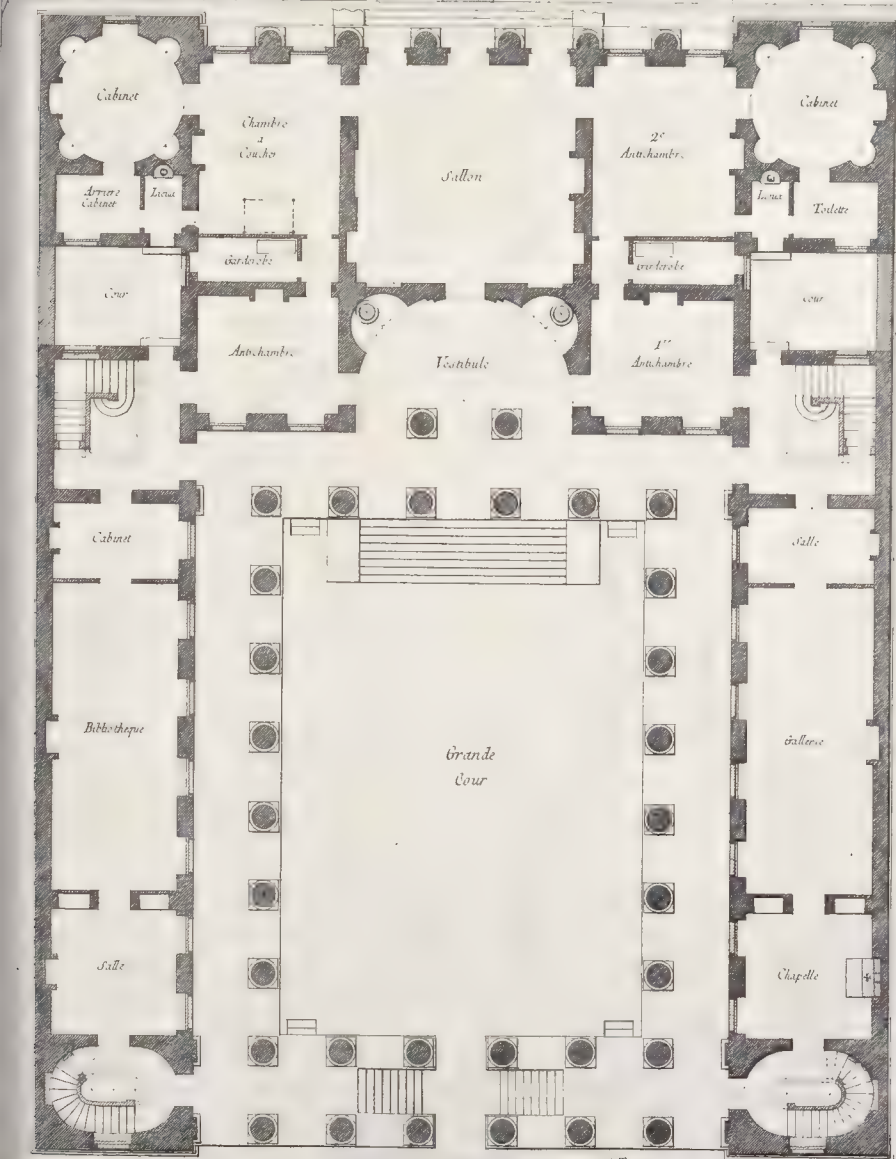 Cabinet
Chambre
a
Coucher
Sallon
2e
Antichambre
Cabinet
Arriere
Cabinet
Lieux
Lieux
Toilette
Garderobe
Garderobe
Cour
Cour
Antichambre
Vestibule
1re
Antichambre
Cabinet
Salle
Bibliotheque
Grande
Cour
Gallerie
Salle
Chapelle